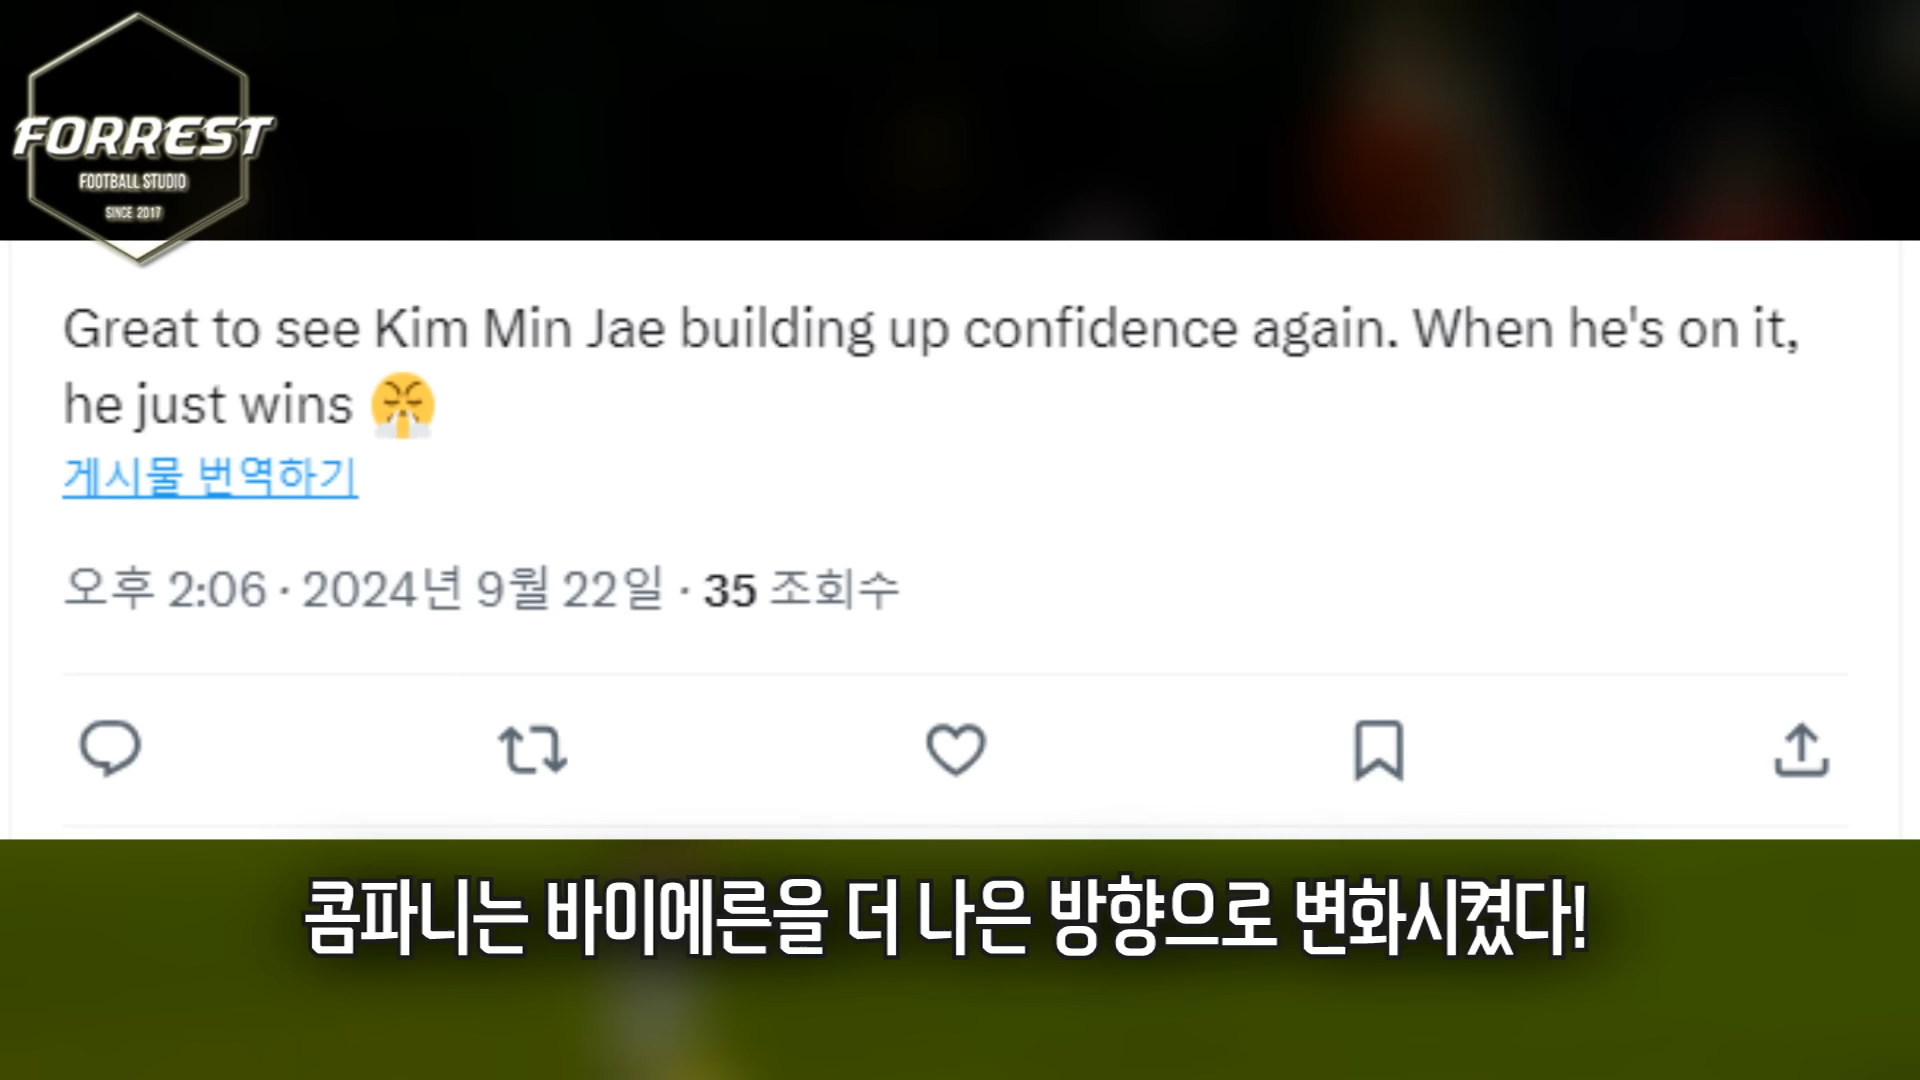 FORREST
FOOTBALL STUDIO
SINCE 2017
Great to see Kim Min Jae building up confidence again. When he's on it,
he just wins 😤
게시물 번역하기
오후 2:06 · 2024년 9월 22일 · 35 조회수
콤파니는 바이에른을 더 나은 방향으로 변화시켰다!